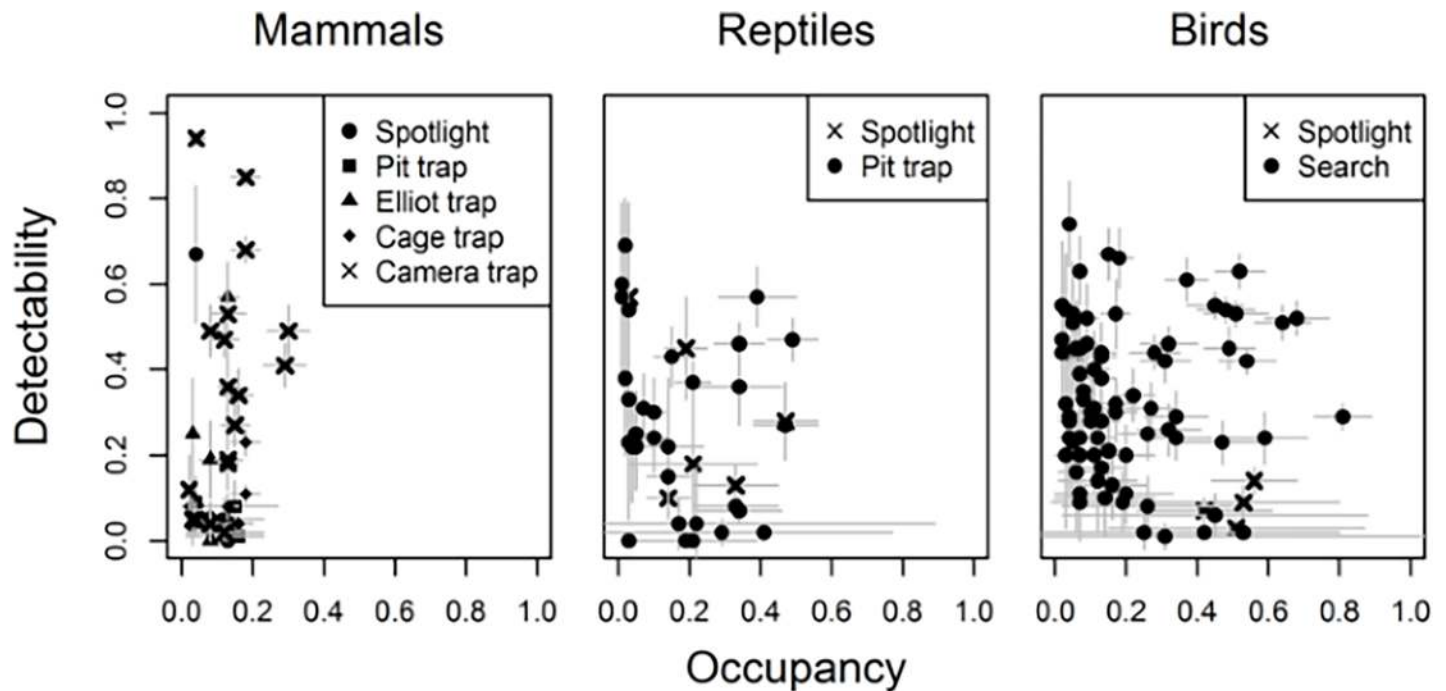 Mammals
Reptiles
Birds
Spotlight
Pit trap
Elliot trap
Cage trap
Camera trap
Spotlight
Pit trap
Spotlight
Search
Detectability
1.0
0.8
0.6
0.4
0.2
0.0
0.0 0.2 0.4 0.6 0.8 1.0
0.0 0.2 0.4 0.6 0.8 1.0
0.0 0.2 0.4 0.6 0.8 1.0
Occupancy